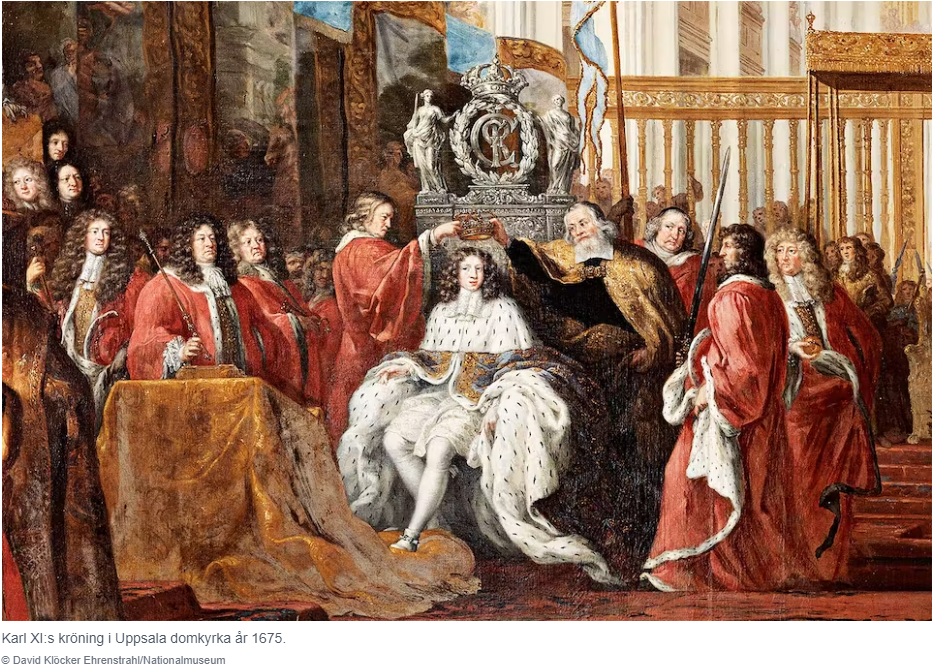 Karl XI:s kröning i Uppsala domkyrka år 1675.
© David Klöcker Ehrenstrahl/Nationalmuseum